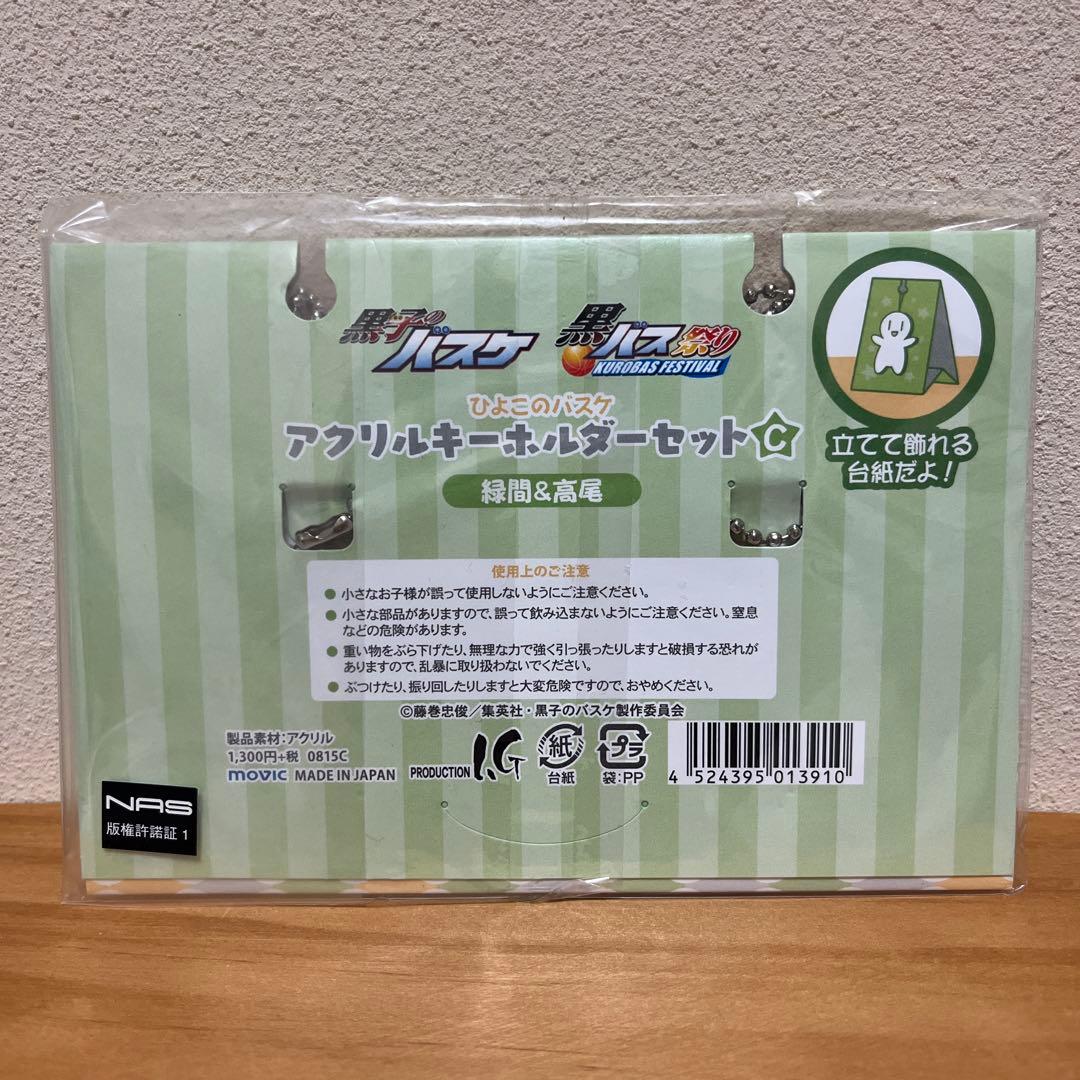 黒子のバスケ
黒バス祭り
KUROBAS FESTIVAL
ひよこのバスケ
アクリルキーホルダーセットC
緑間&高尾
立てて飾れる
台紙だよ!
使用上のご注意
● 小さなお子様が誤って使用しないようにご注意ください。
● 小さな部品がありますので、誤って飲み込まないようにご注意ください。窒息
などの危険があります。
● 重い物をぶら下げたり、無理な力で強く引っ張ったりしますと破損する恐れが
ありますので、乱暴に取り扱わないでください。
● ぶつけたり、振り回したりしますと大変危険ですので、おやめください。
©藤巻忠俊/集英社・黒子のバスケ製作委員会
製品素材:アクリル
1,300円+税 0815C
movic MADE IN JAPAN
PRODUCTION I.G
紙
台紙
プラ
袋:PP
4 524395 013910
NAS
版権許諾証 1